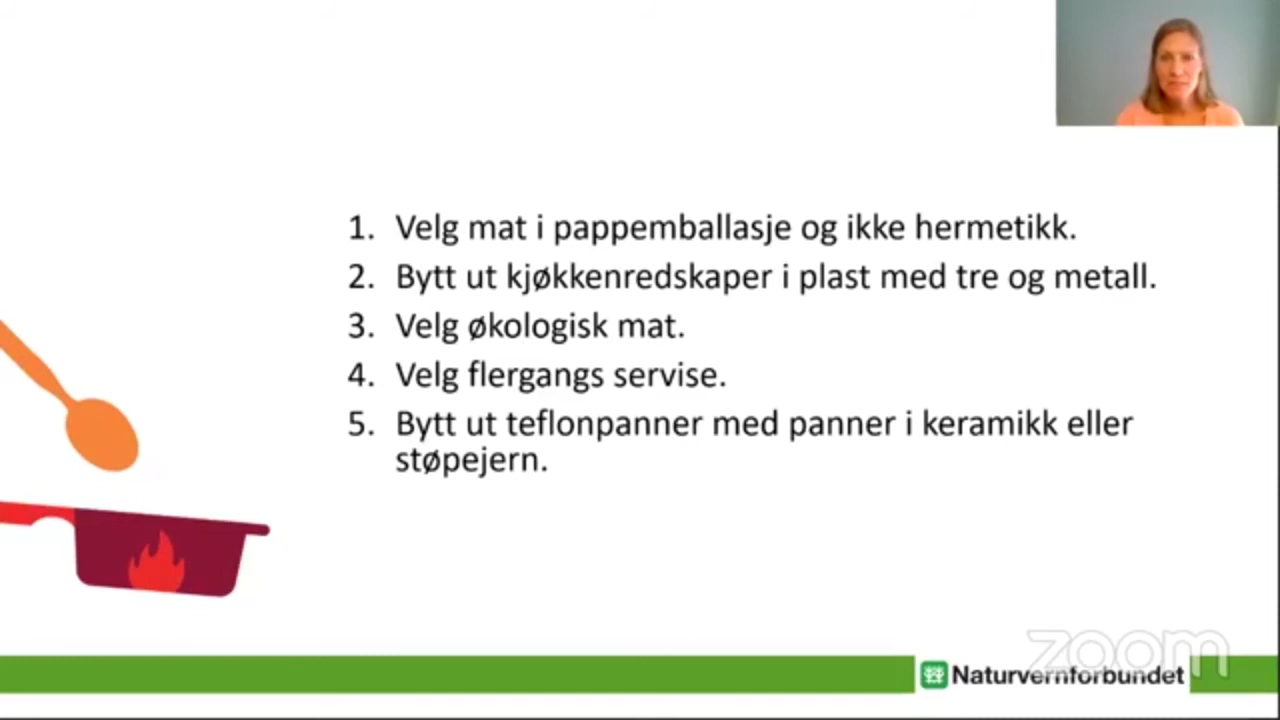 1. Velg mat i pappemballasje og ikke hermetikk.
2. Bytt ut kjøkkenredskaper i plast med tre og metall.
3. Velg økologisk mat.
4. Velg flergangs servise.
5. Bytt ut teflonpanner med panner i keramikk eller
støpejern.
zoom
Naturvernforbundet